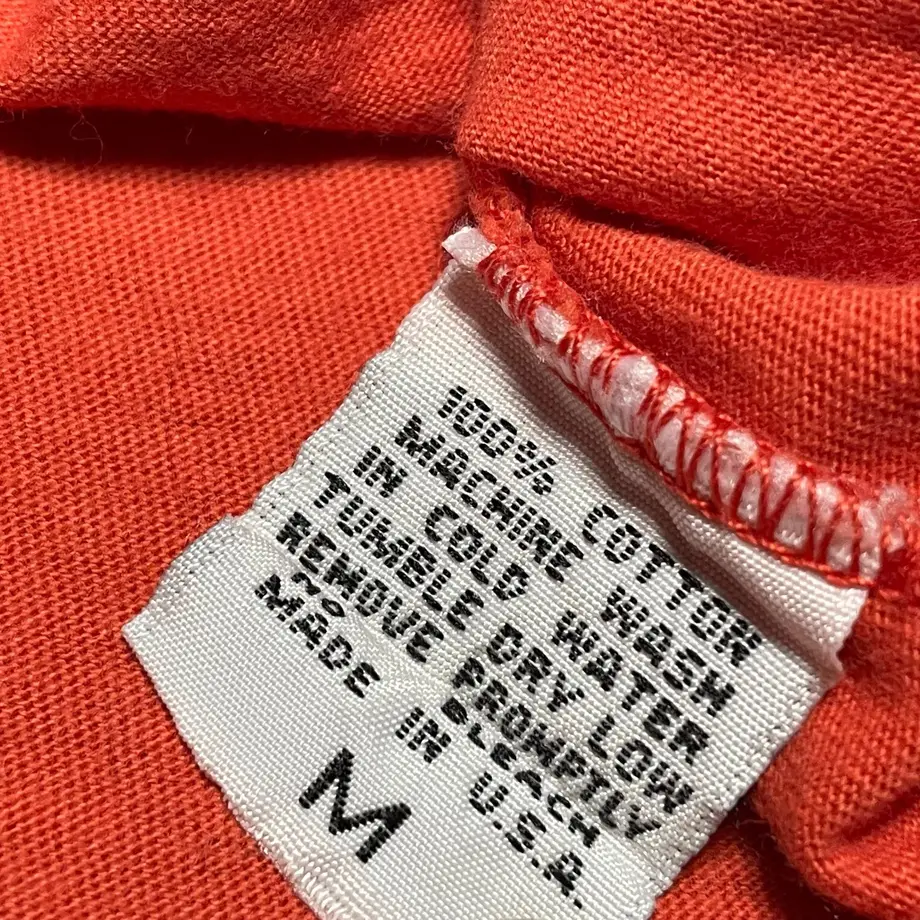 100% COTTON
MACHINE WASH
IN COLD WATER
TUMBLE DRY LOW
REMOVE PROMPTLY
NO BLEACH
MADE IN U.S.A.
M